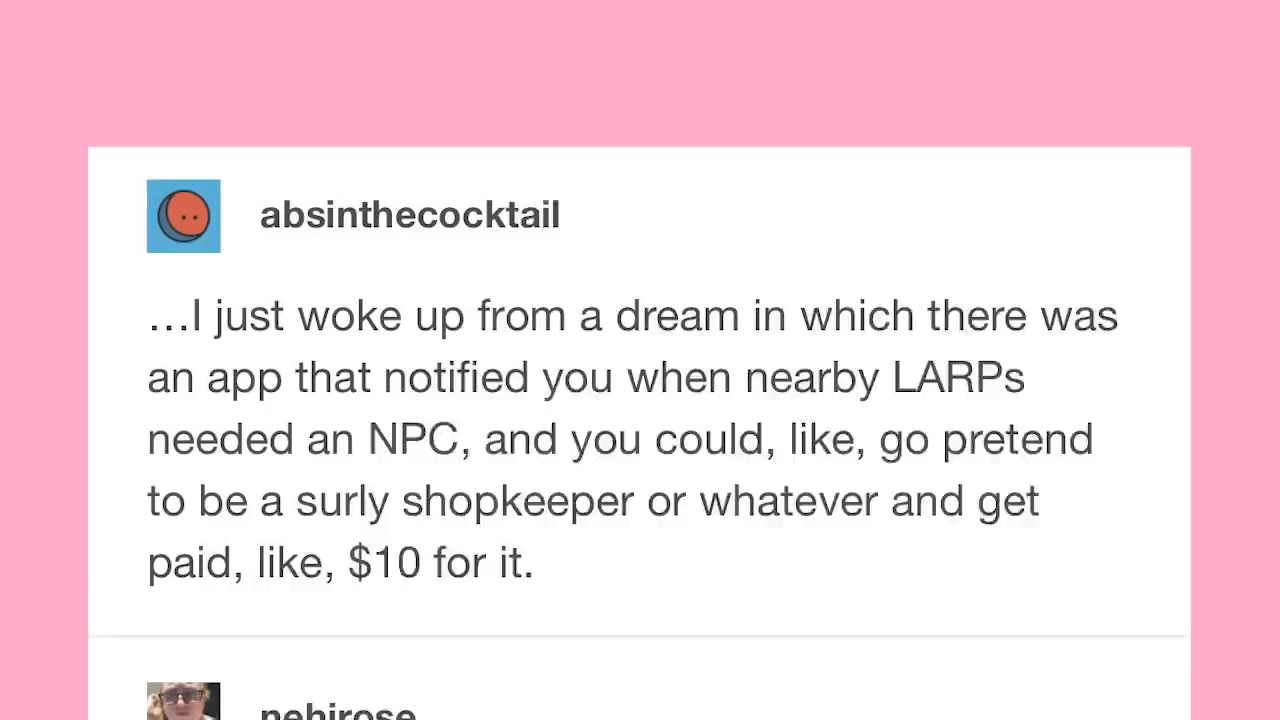 absinthecocktail
…I just woke up from a dream in which there was
an app that notified you when nearby LARPs
needed an NPC, and you could, like, go pretend
to be a surly shopkeeper or whatever and get
paid, like, $10 for it.
nehirose